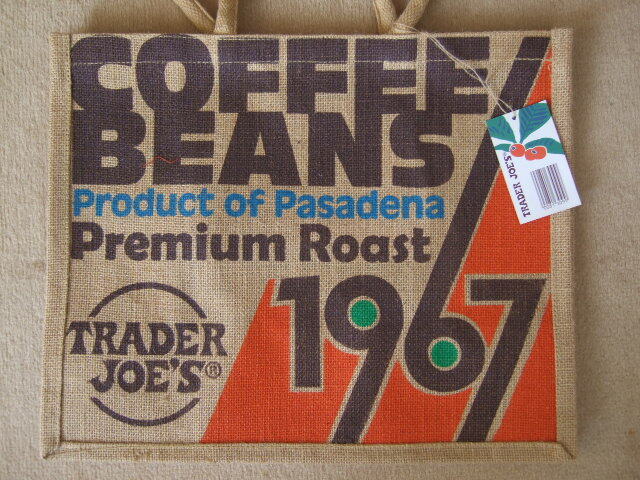 COFFEE
BEANS
Product of Pasadena
Premium Roast
1967
TRADER
JOE'S®
TRADER JOE'S®